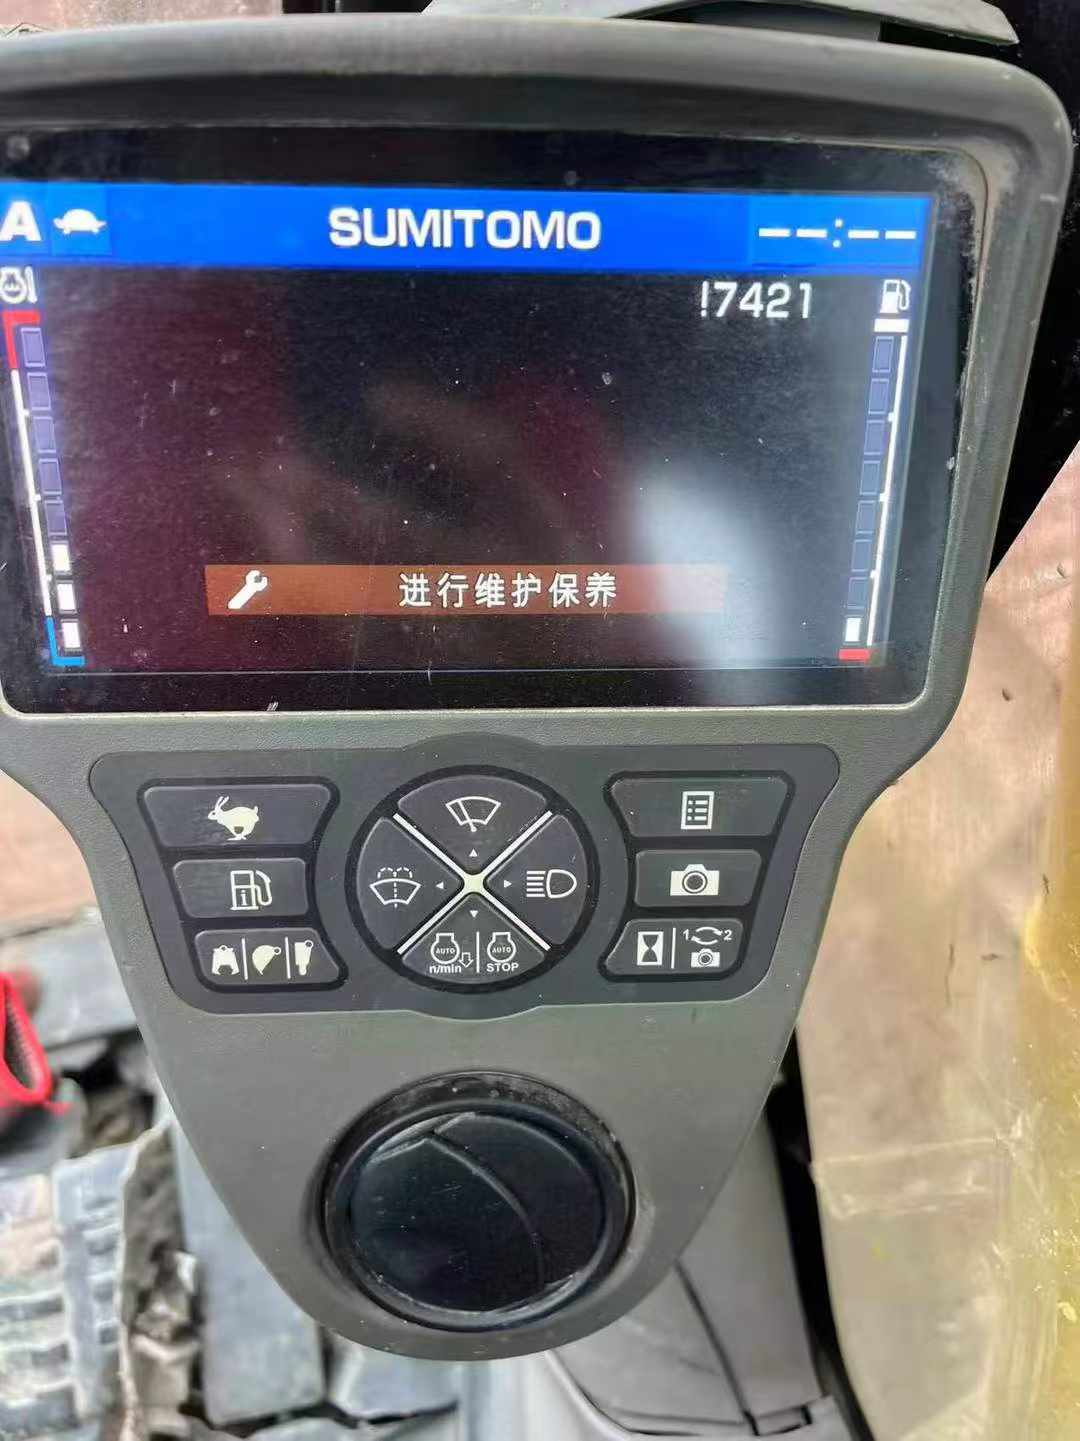 A SUMITOMO --:--
!7421
进行维护保养
AUTO n/min AUTO STOP
1 2